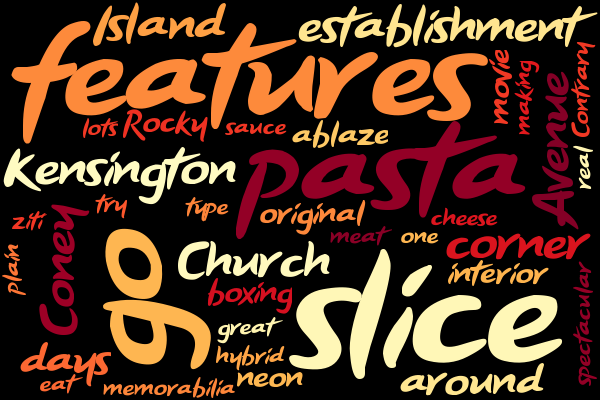 Island
establishment
features
movie
making
Contrary
lots
Rocky
sauce
ablaze
Avenue
real
Kensington
pasta
try
type
original
cheese
ziti
Coney
plain
meat
one
corner
go
Church
interior
boxing
slice
spectacular
great
days
hybrid
eat
memorabilia
neon
around